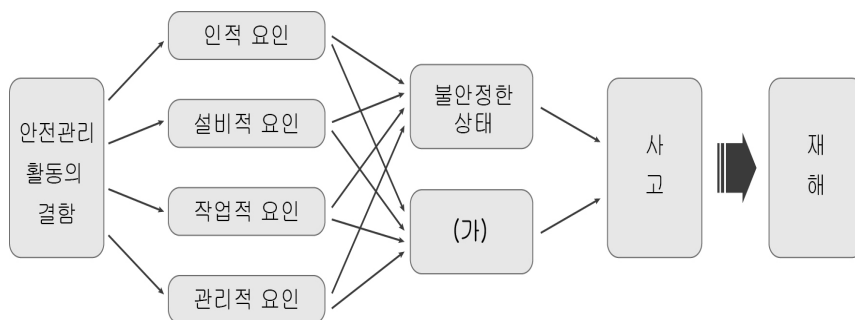 안전관리
활동의
결함
인적 요인
설비적 요인
작업적 요인
관리적 요인
불안정한
상태
(가)
사
고
재
해